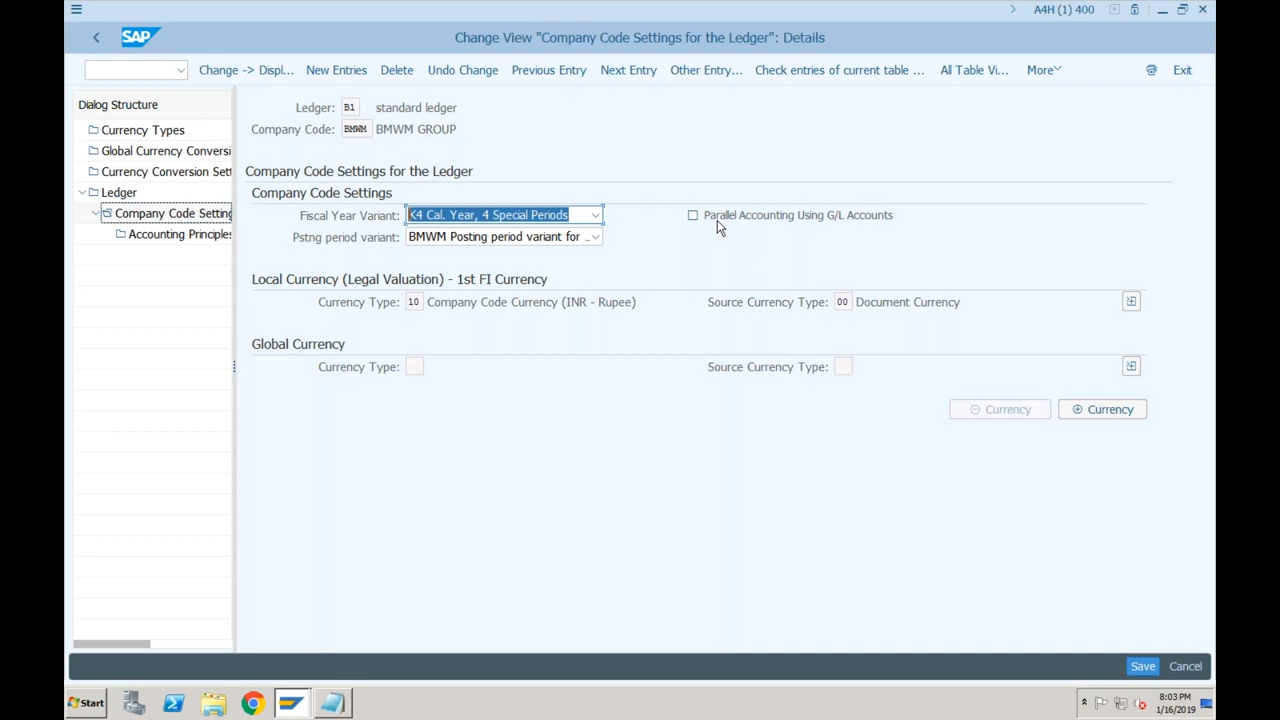 A4H (1) 400
SAP
Change View "Company Code Settings for the Ledger": Details
Change -> Displ... New Entries Delete Undo Change Previous Entry Next Entry Other Entry... Check entries of current table ... All Table Vi... More Exit
Dialog Structure
Currency Types
Global Currency Conversi
Currency Conversion Set
Ledger
Company Code Setting
Accounting Principles
Ledger: B1 standard ledger
Company Code: BMWM BMWM GROUP
Company Code Settings for the Ledger
Company Code Settings
Fiscal Year Variant: K4 Cal. Year, 4 Special Periods Parallel Accounting Using G/L Accounts
Pstng period variant: BMWM Posting period variant for ...
Local Currency (Legal Valuation) - 1st FI Currency
Currency Type: 10 Company Code Currency (INR - Rupee) Source Currency Type: 00 Document Currency
Global Currency
Currency Type: Source Currency Type:
Currency Currency
Save Cancel
Start
8:03 PM
1/16/2019